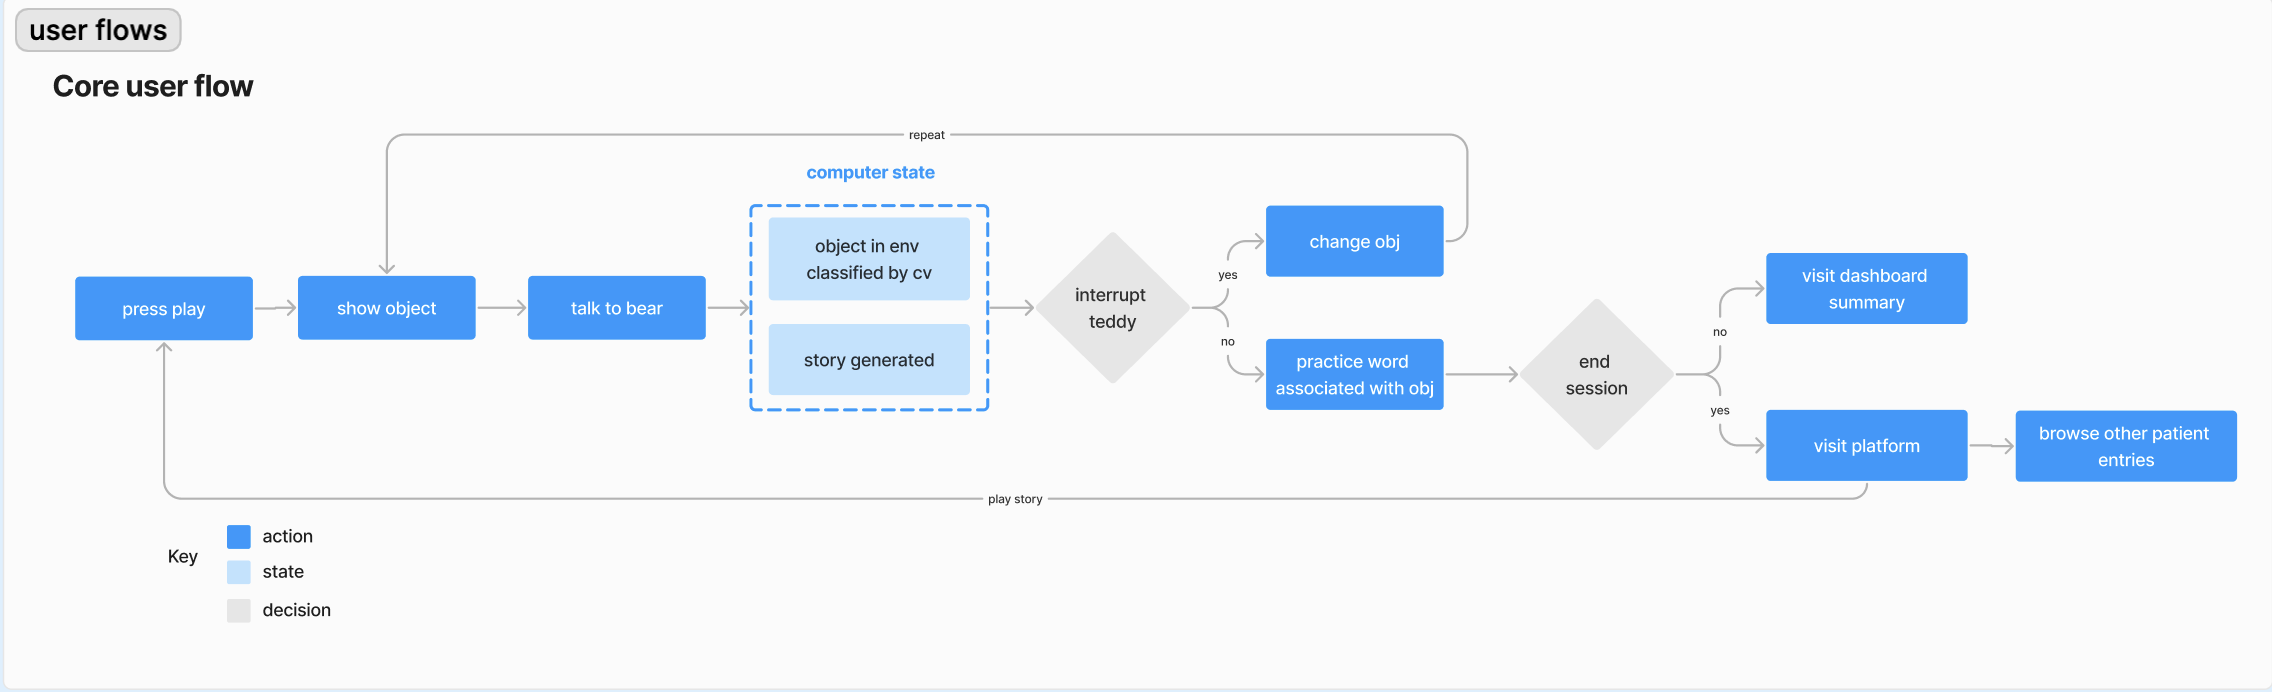 user flows
Core user flow
repeat
computer state
press play
show object
talk to bear
object in env
classified by cv
story generated
interrupt
teddy
yes
no
change obj
practice word
associated with obj
end
session
no
yes
visit dashboard
summary
visit platform
browse other patient
entries
play story
Key
action
state
decision